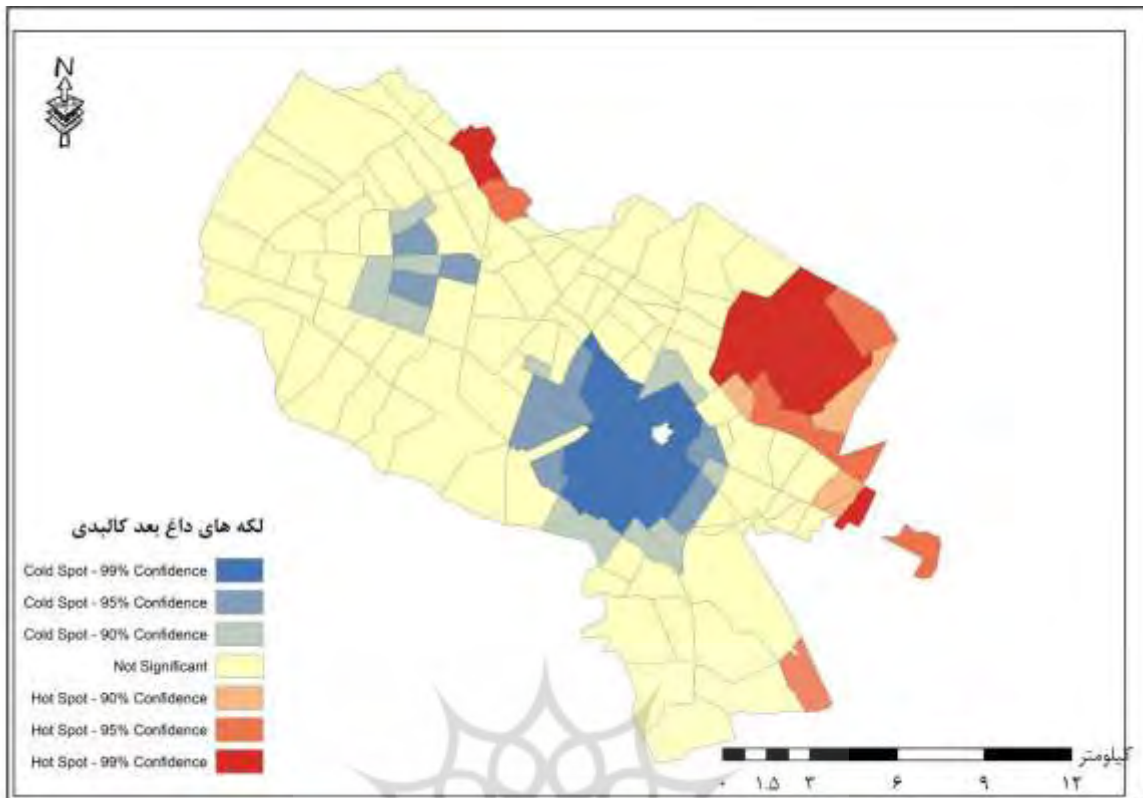 N
لکه های داغ بعد کالبدی
Cold Spot - 99% Confidence
Cold Spot - 95% Confidence
Cold Spot - 90% Confidence
Not Significant
Hot Spot - 90% Confidence
Hot Spot - 95% Confidence
Hot Spot - 99% Confidence
کیلومتر
۰ ۱.۵ ۳ ۶ ۹ ۱۲